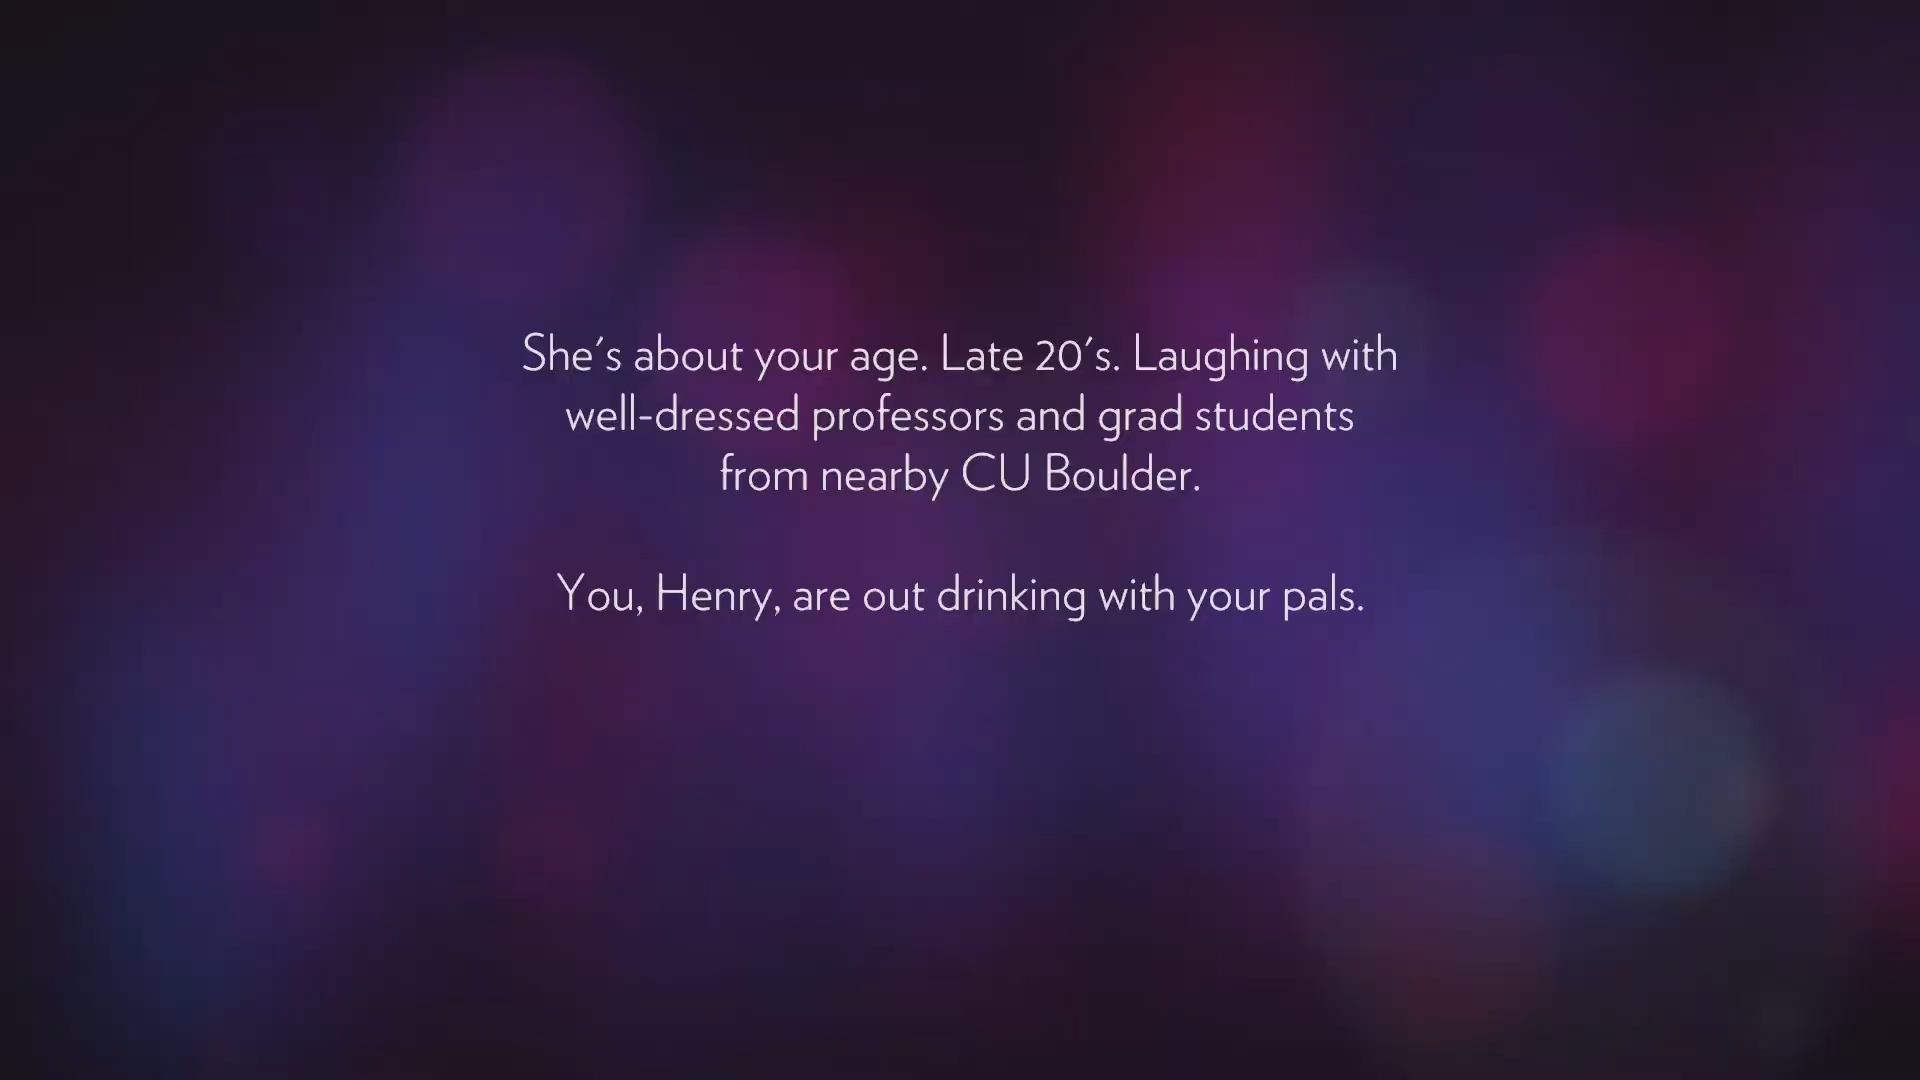 She's about your age. Late 20's. Laughing with
well-dressed professors and grad students
from nearby CU Boulder.
You, Henry, are out drinking with your pals.